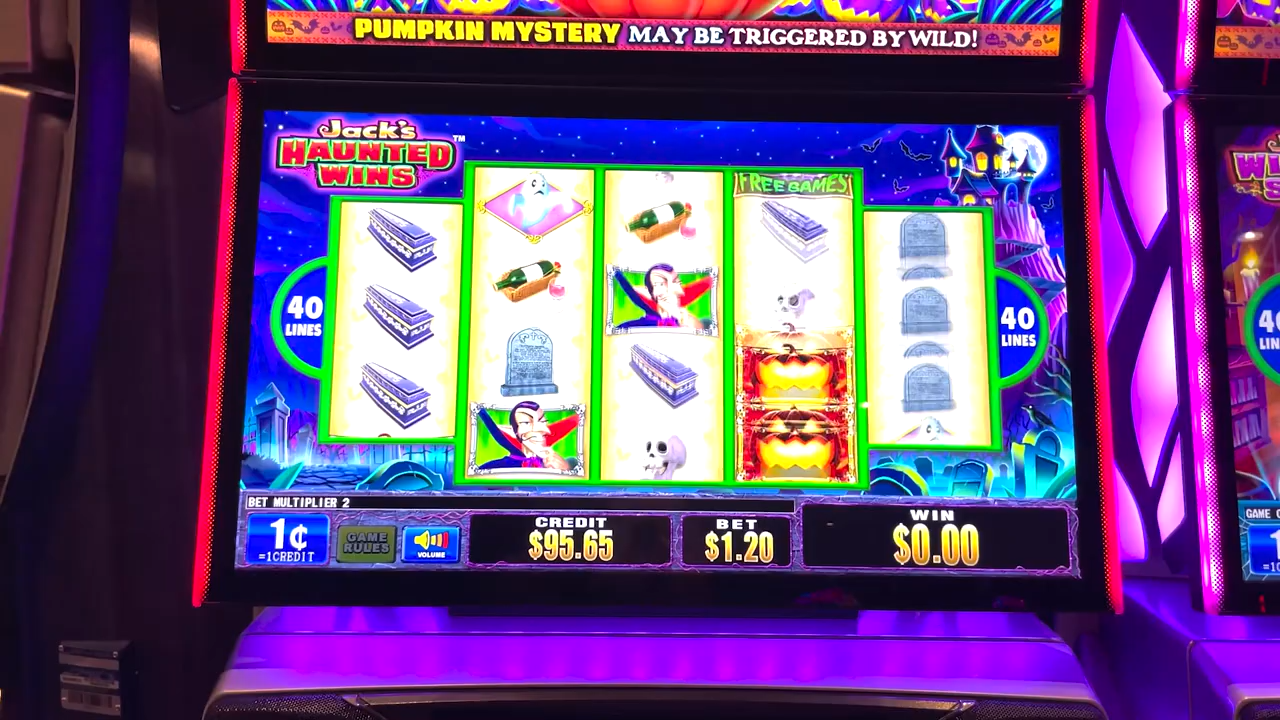 PUMPKIN MYSTERY MAY BE TRIGGERED BY WILD!
Jack's
HAUNTED
WINS
TM
FREE GAMES
40
LINES
40
LINES
BET MULTIPLIER 2
1¢
=1CREDIT
GAME
RULES
VOLUME
CREDIT
$95.65
BET
$1.20
WIN
$0.00